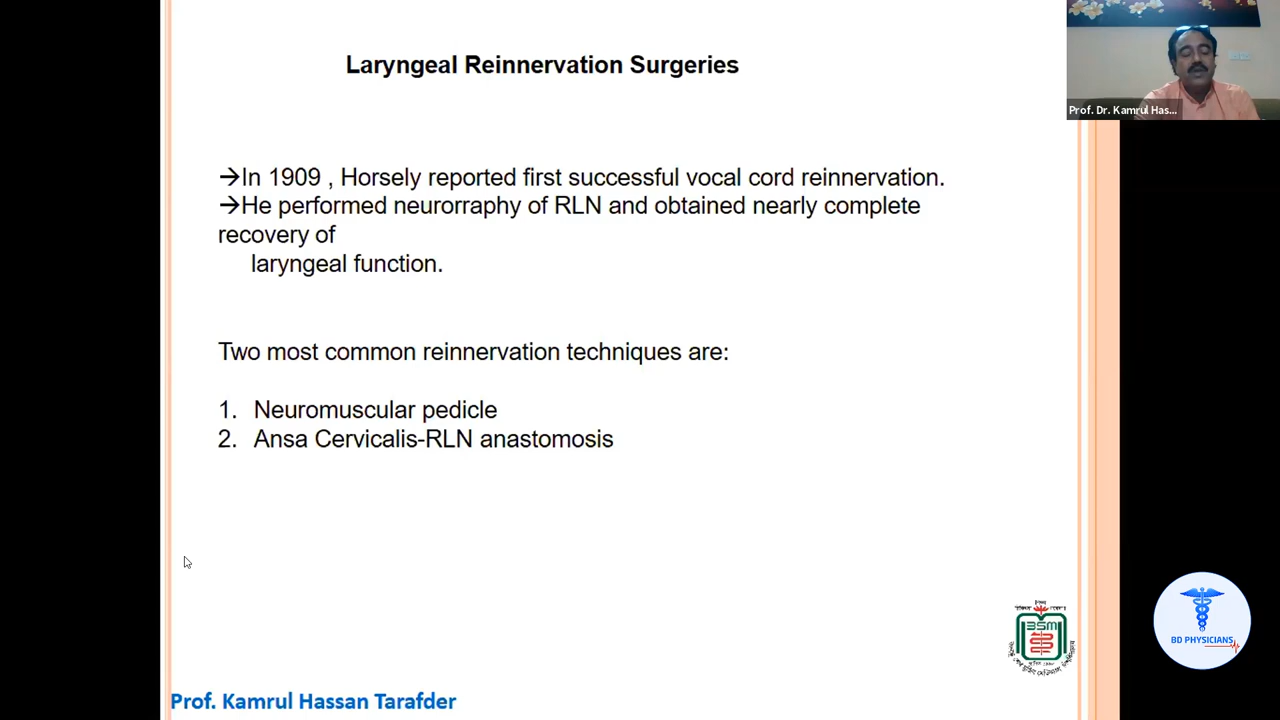 Laryngeal Reinnervation Surgeries
Prof. Dr. Kamrul Has...
→In 1909 , Horsely reported first successful vocal cord reinnervation.
→He performed neurorraphy of RLN and obtained nearly complete
recovery of
laryngeal function.
Two most common reinnervation techniques are:
1. Neuromuscular pedicle
2. Ansa Cervicalis-RLN anastomosis
BSM
BD PHYSICIANS
Prof. Kamrul Hassan Tarafder